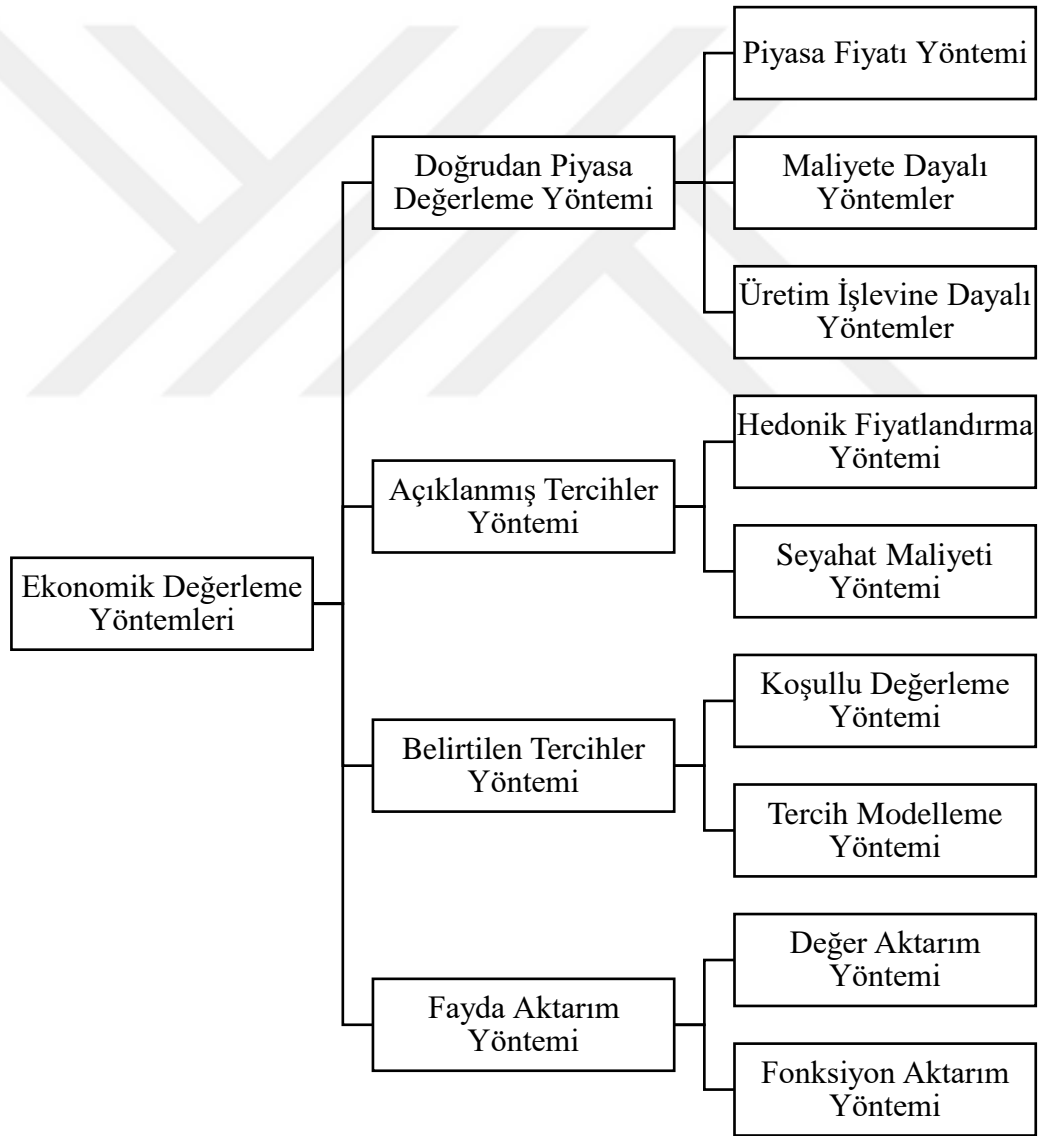 Ekonomik Değerleme
Yöntemleri
Doğrudan Piyasa
Değerleme Yöntemi
Piyasa Fiyatı Yöntemi
Maliyete Dayalı
Yöntemler
Üretim İşlevine Dayalı
Yöntemler
Açıklanmış Tercihler
Yöntemi
Hedonik Fiyatlandırma
Yöntemi
Seyahat Maliyeti
Yöntemi
Belirtilen Tercihler
Yöntemi
Koşullu Değerleme
Yöntemi
Tercih Modelleme
Yöntemi
Fayda Aktarım
Yöntemi
Değer Aktarım
Yöntemi
Fonksiyon Aktarım
Yöntemi